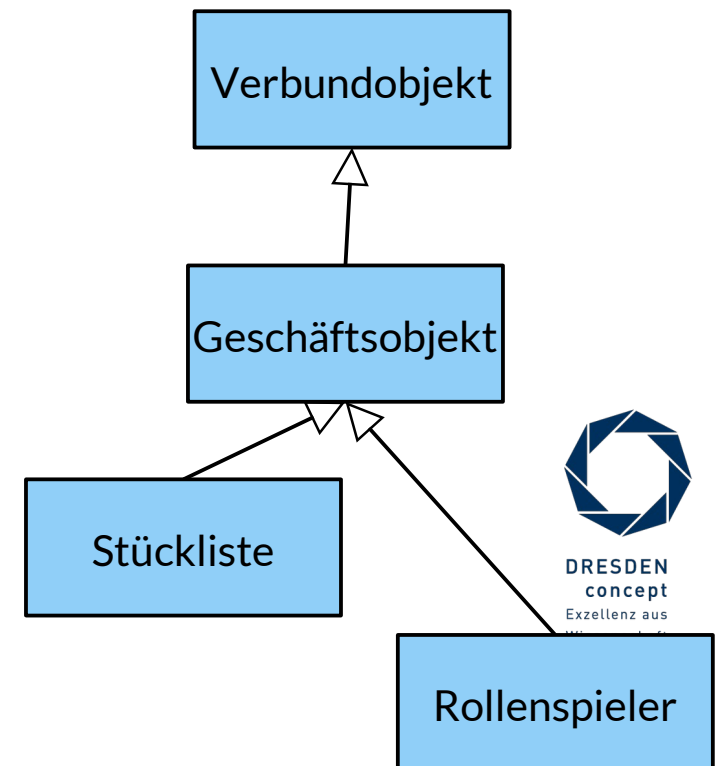 Verbundobjekt
Geschäftsobjekt
Stückliste
DRESDEN
concept
Exzellenz aus
Rollenspieler